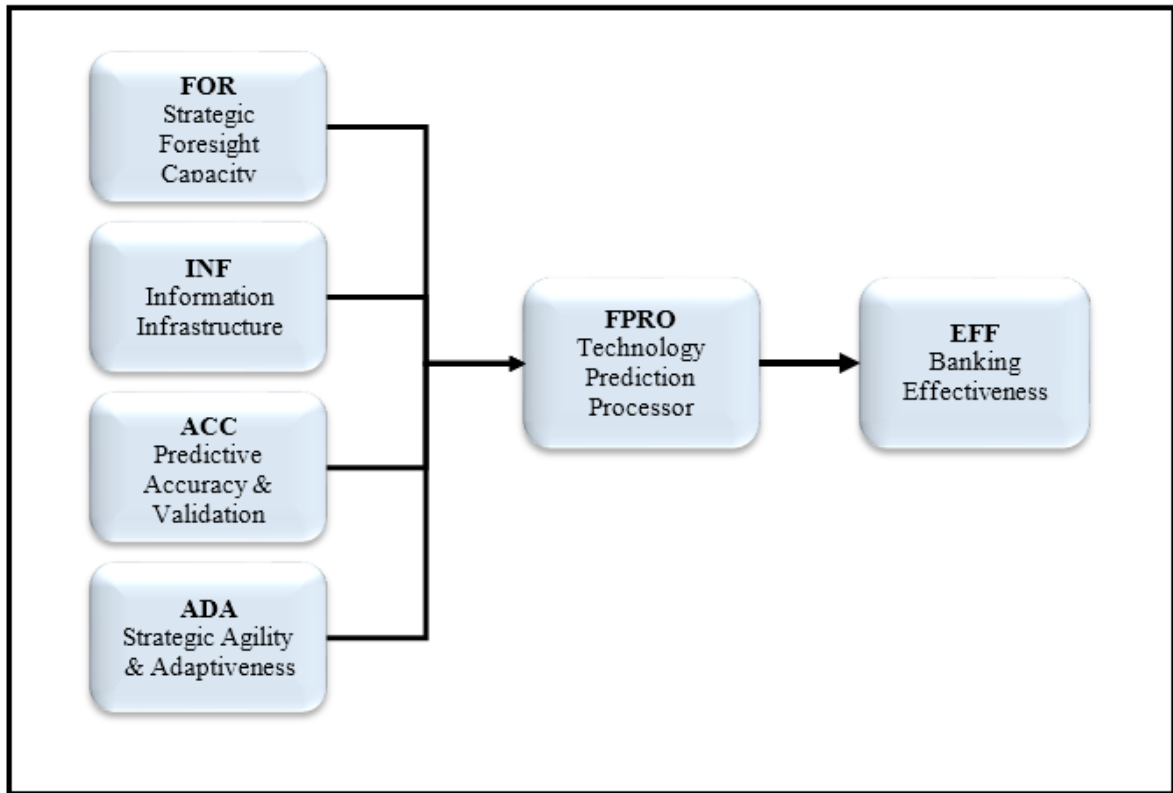 FOR
Strategic
Foresight
Capacity
INF
Information
Infrastructure
ACC
Predictive
Accuracy &
Validation
ADA
Strategic Agility
& Adaptiveness
FPRO
Technology
Prediction
Processor
EFF
Banking
Effectiveness